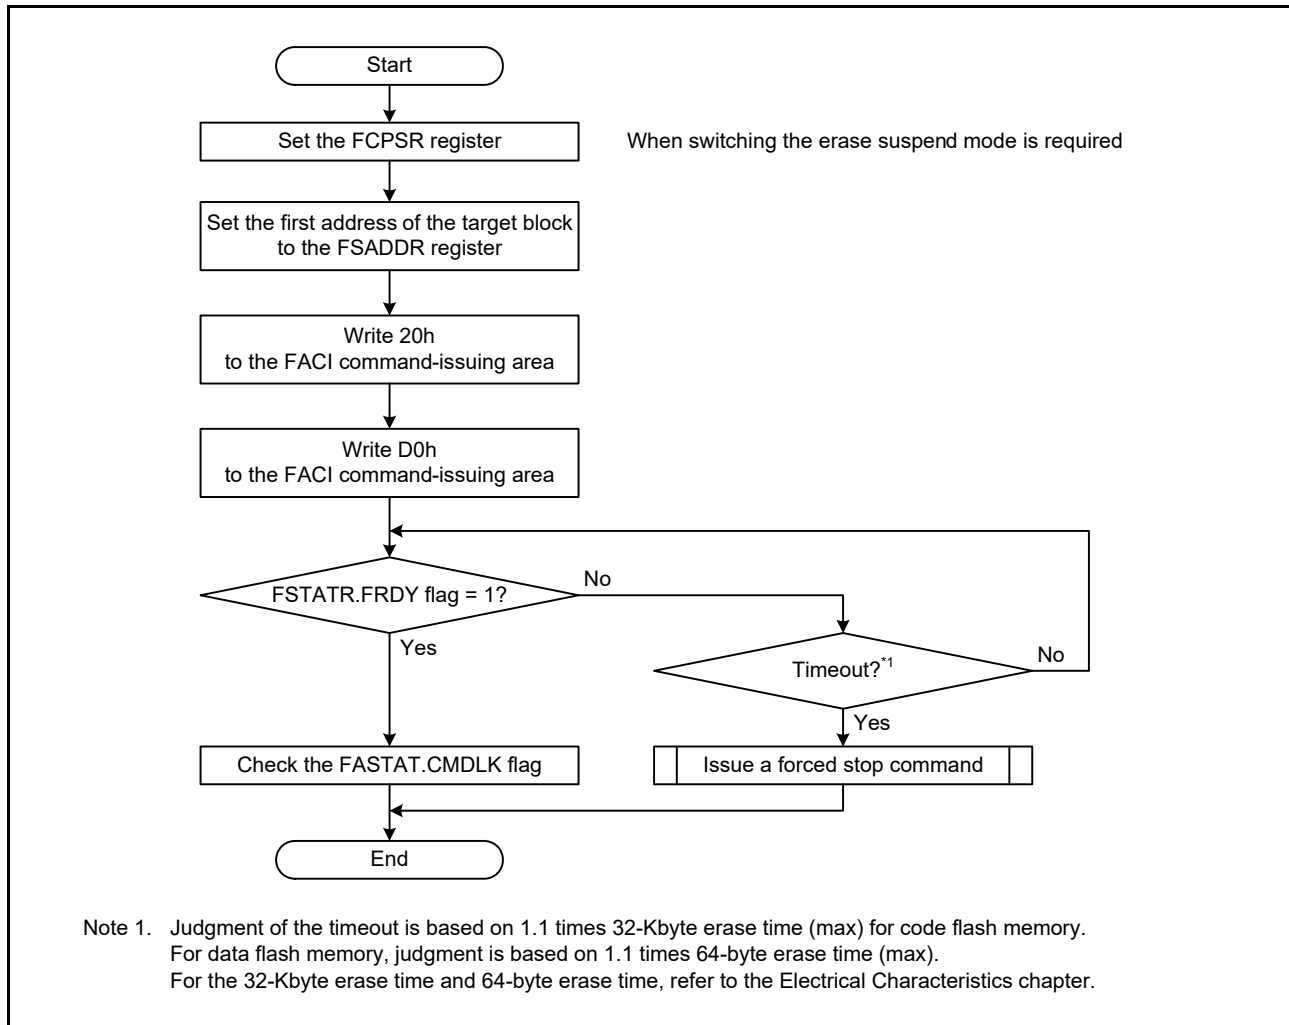 Start
Set the FCPSR register
When switching the erase suspend mode is required
Set the first address of the target block
to the FSADDR register
Write 20h
to the FACI command-issuing area
Write D0h
to the FACI command-issuing area
FSTATR.FRDY flag = 1?
No
Yes
Timeout?*1
No
Yes
Check the FASTAT.CMDLK flag
Issue a forced stop command
End
Note 1. Judgment of the timeout is based on 1.1 times 32-Kbyte erase time (max) for code flash memory.
For data flash memory, judgment is based on 1.1 times 64-byte erase time (max).
For the 32-Kbyte erase time and 64-byte erase time, refer to the Electrical Characteristics chapter.